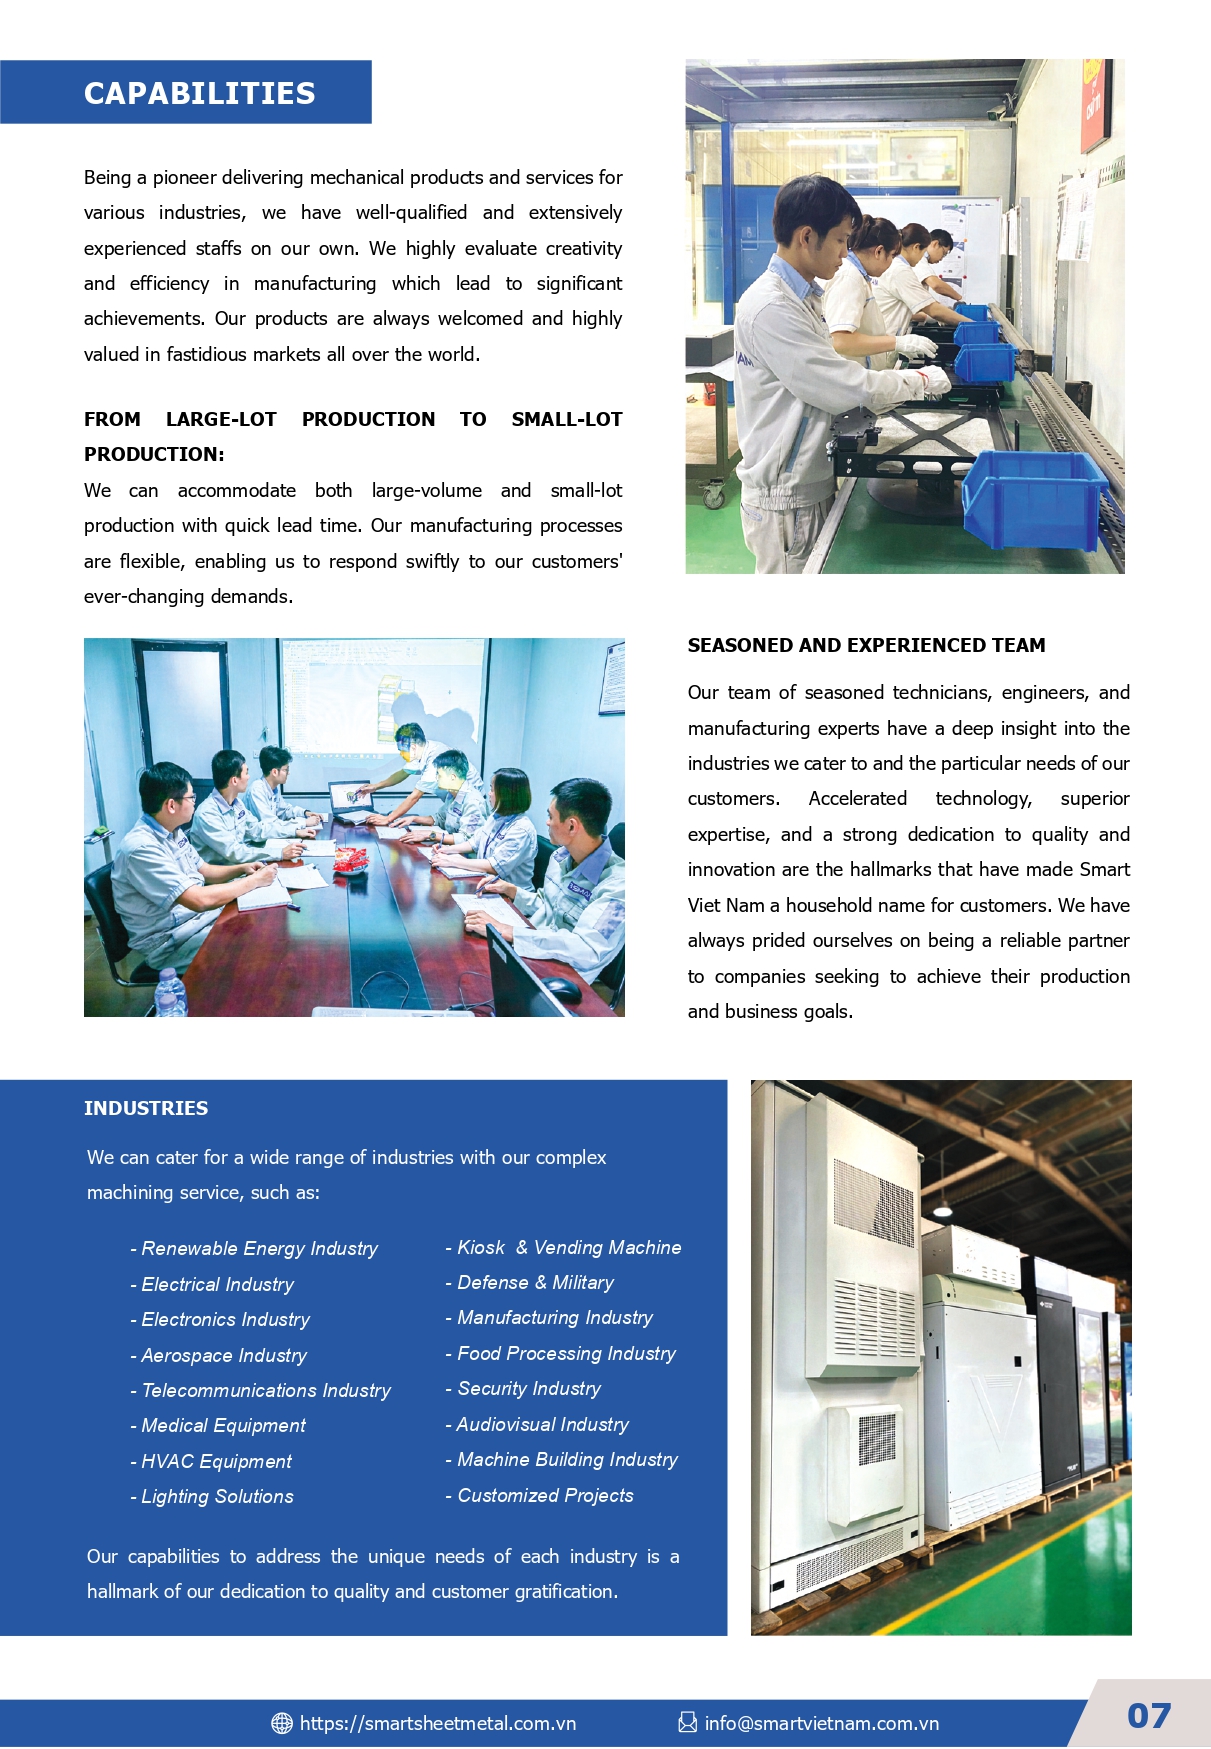 CAPABILITIES
Being a pioneer delivering mechanical products and services for
various industries, we have well-qualified and extensively
experienced staffs on our own. We highly evaluate creativity
and efficiency in manufacturing which lead to significant
achievements. Our products are always welcomed and highly
valued in fastidious markets all over the world.
FROM LARGE-LOT PRODUCTION TO SMALL-LOT
PRODUCTION:
We can accommodate both large-volume and small-lot
production with quick lead time. Our manufacturing processes
are flexible, enabling us to respond swiftly to our customers'
ever-changing demands.
SEASONED AND EXPERIENCED TEAM
Our team of seasoned technicians, engineers, and
manufacturing experts have a deep insight into the
industries we cater to and the particular needs of our
customers. Accelerated technology, superior
expertise, and a strong dedication to quality and
innovation are the hallmarks that have made Smart
Viet Nam a household name for customers. We have
always prided ourselves on being a reliable partner
to companies seeking to achieve their production
and business goals.
INDUSTRIES
We can cater for a wide range of industries with our complex
machining service, such as:
- Renewable Energy Industry
- Electrical Industry
- Electronics Industry
- Aerospace Industry
- Telecommunications Industry
- Medical Equipment
- HVAC Equipment
- Lighting Solutions
- Kiosk & Vending Machine
- Defense & Military
- Manufacturing Industry
- Food Processing Industry
- Security Industry
- Audiovisual Industry
- Machine Building Industry
- Customized Projects
Our capabilities to address the unique needs of each industry is a
hallmark of our dedication to quality and customer gratification.
https://smartsheetmetal.com.vn
info@smartvietnam.com.vn
07